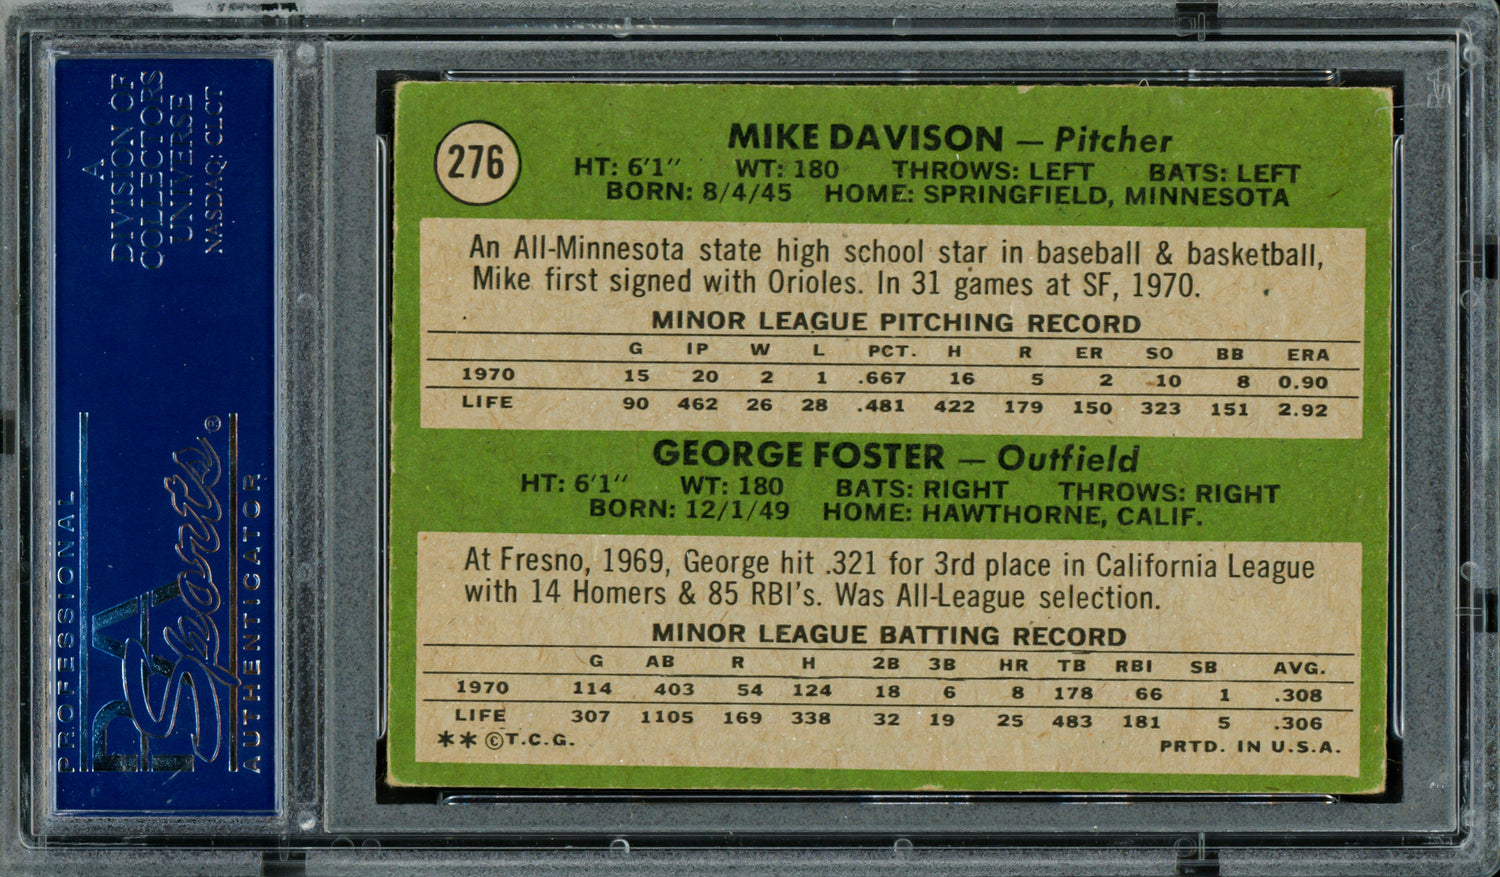 A
DIVISION OF
COLLECTORS
UNIVERSE
NASDAQ: CLCT
PROFESSIONAL
PSA
Sports®
AUTHENTICATOR
276
MIKE DAVISON — Pitcher
HT: 6'1" WT: 180 THROWS: LEFT BATS: LEFT
BORN: 8/4/45 HOME: SPRINGFIELD, MINNESOTA
An All-Minnesota state high school star in baseball & basketball,
Mike first signed with Orioles. In 31 games at SF, 1970.
MINOR LEAGUE PITCHING RECORD
G IP W L PCT. H R ER SO BB ERA
1970 15 20 2 1 .667 16 5 2 10 8 0.90
LIFE 90 462 26 28 .481 422 179 150 323 151 2.92
GEORGE FOSTER — Outfield
HT: 6'1" WT: 180 BATS: RIGHT THROWS: RIGHT
BORN: 12/1/49 HOME: HAWTHORNE, CALIF.
At Fresno, 1969, George hit .321 for 3rd place in California League
with 14 Homers & 85 RBI's. Was All-League selection.
MINOR LEAGUE BATTING RECORD
G AB R H 2B 3B HR TB RBI SB AVG.
1970 114 403 54 124 18 6 8 178 66 1 .308
LIFE 307 1105 169 338 32 19 25 483 181 5 .306
**©T.C.G. PRTD. IN U.S.A.